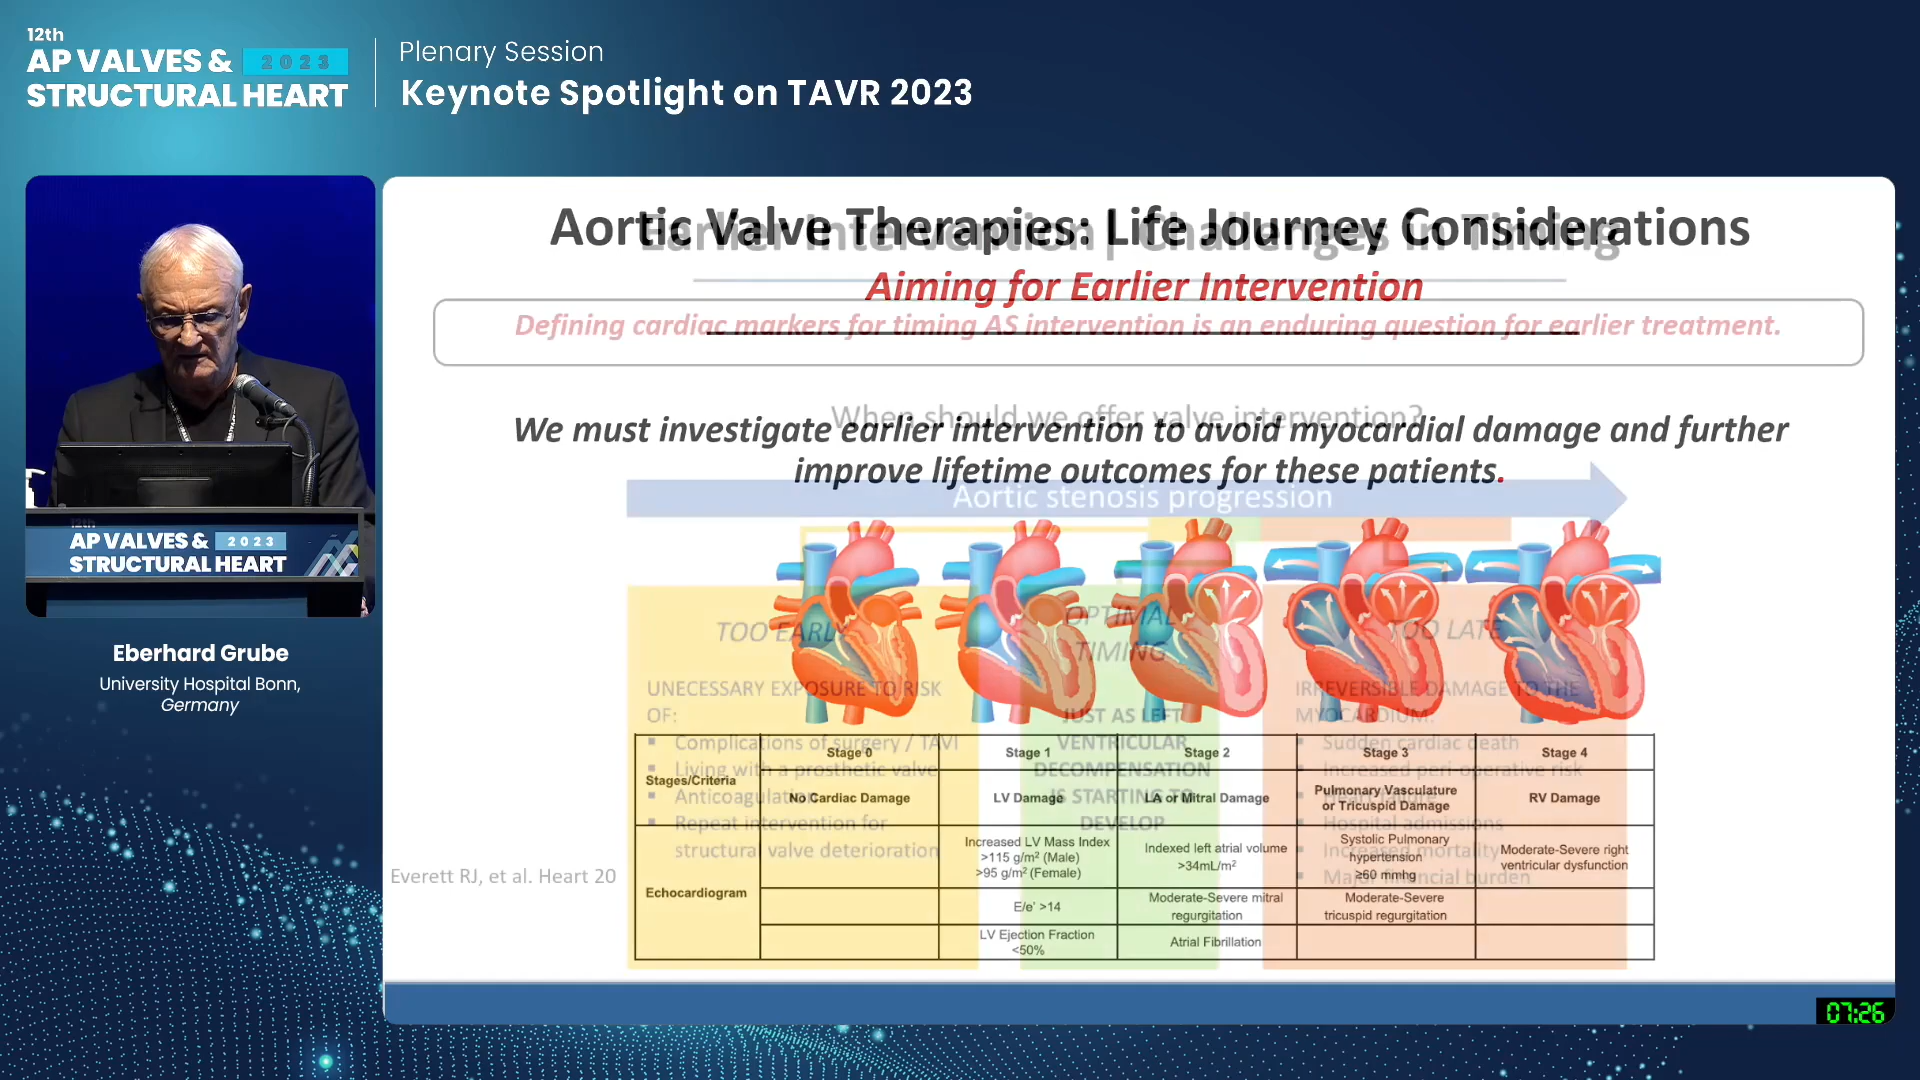 12th
AP VALVES & 2023
STRUCTURAL HEART
Plenary Session
Keynote Spotlight on TAVR 2023
12th
AP VALVES & 2023
STRUCTURAL HEART
Eberhard Grube
University Hospital Bonn,
Germany
Aortic Valve Therapies: Life Journey Considerations
Earlier Intervention | Challenges in Timing
Aiming for Earlier Intervention
Defining cardiac markers for timing AS intervention is an enduring question for earlier treatment.
When should we offer valve intervention?
We must investigate earlier intervention to avoid myocardial damage and further
improve lifetime outcomes for these patients.
Aortic stenosis progression
TOO EARLY
UNECESSARY EXPOSURE TO RISK
OF:
▪ Complications of surgery / TAVI
▪ Living with a prosthetic valve
▪ Anticoagulation
▪ Repeat intervention for
structural valve deterioration
OPTIMAL
TIMING
JUST AS LEFT
VENTRICULAR
DECOMPENSATION
IS STARTING TO
DEVELOP
TOO LATE
IRREVERSIBLE DAMAGE TO THE
MYOCARDIUM:
▪ Sudden cardiac death
▪ Increased peri-operative risk
▪ Hospital admissions
▪ Increased mortality
▪ Major financial burden
Stages/Criteria
Stage 0
Stage 1
Stage 2
Stage 3
Stage 4
No Cardiac Damage
LV Damage
LA or Mitral Damage
Pulmonary Vasculature
or Tricuspid Damage
RV Damage
Echocardiogram
Increased LV Mass Index
>115 g/m² (Male)
>95 g/m² (Female)
Indexed left atrial volume
>34mL/m²
Systolic Pulmonary
hypertension
≥60 mmhg
Moderate-Severe right
ventricular dysfunction
E/e' >14
Moderate-Severe mitral
regurgitation
Moderate-Severe
tricuspid regurgitation
LV Ejection Fraction
<50%
Atrial Fibrillation
Everett RJ, et al. Heart 20
07:26